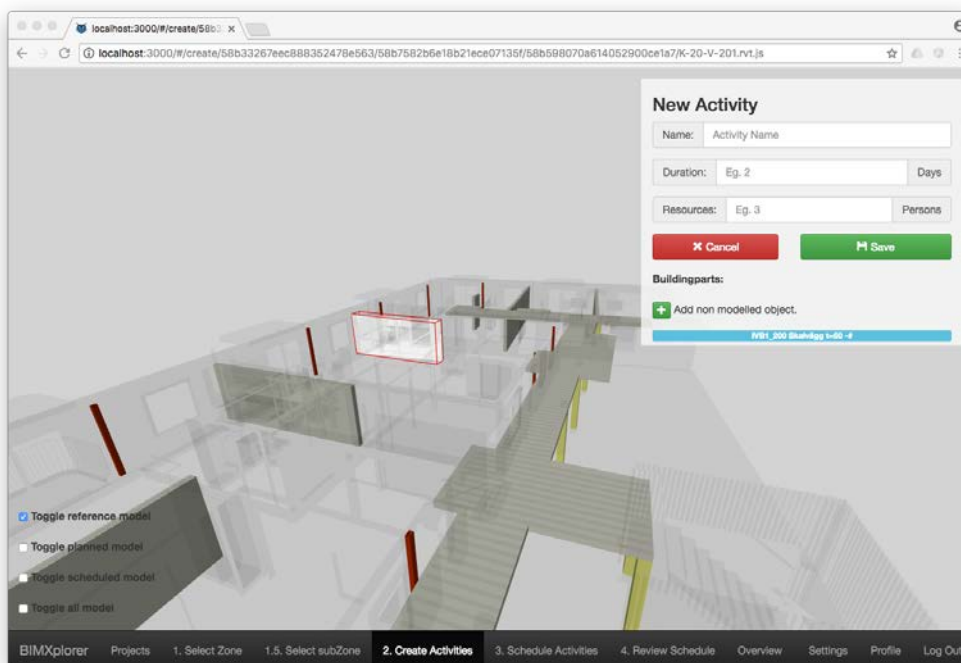 localhost:3000/#/create/58b3
localhost:3000/#/create/58b33267eec888352478e563/58b7582b6e18b21ece07135f/58b598070a614052900ce1a7/K-20-V-201.rvt.js
New Activity
Name: Activity Name
Duration: Eg. 2 Days
Resources: Eg. 3 Persons
Cancel Save
Buildingparts:
Add non modelled object.
Toggle reference model
Toggle planned model
Toggle scheduled model
Toggle all model
BIMXplorer Projects 1. Select Zone 1.5. Select subZone 2. Create Activities 3. Schedule Activities 4. Review Schedule Overview Settings Profile Log Out